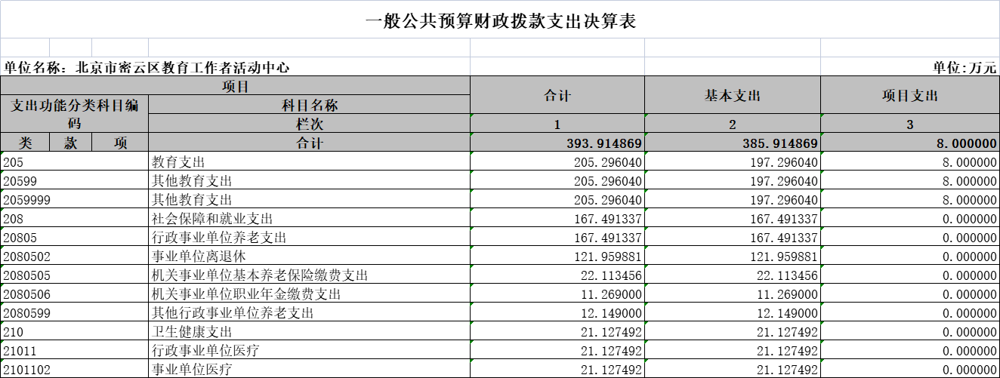 一般公共预算财政拨款支出决算表
单位名称：北京市密云区教育工作者活动中心 单位:万元
项目 合计 基本支出 项目支出
支出功能分类科目编码 科目名称
栏次 1 2 3
类 款 项 合计 393.914869 385.914869 8.000000
205 教育支出 205.296040 197.296040 8.000000
20599 其他教育支出 205.296040 197.296040 8.000000
2059999 其他教育支出 205.296040 197.296040 8.000000
208 社会保障和就业支出 167.491337 167.491337 0.000000
20805 行政事业单位养老支出 167.491337 167.491337 0.000000
2080502 事业单位离退休 121.959881 121.959881 0.000000
2080505 机关事业单位基本养老保险缴费支出 22.113456 22.113456 0.000000
2080506 机关事业单位职业年金缴费支出 11.269000 11.269000 0.000000
2080599 其他行政事业单位养老支出 12.149000 12.149000 0.000000
210 卫生健康支出 21.127492 21.127492 0.000000
21011 行政事业单位医疗 21.127492 21.127492 0.000000
2101102 事业单位医疗 21.127492 21.127492 0.000000